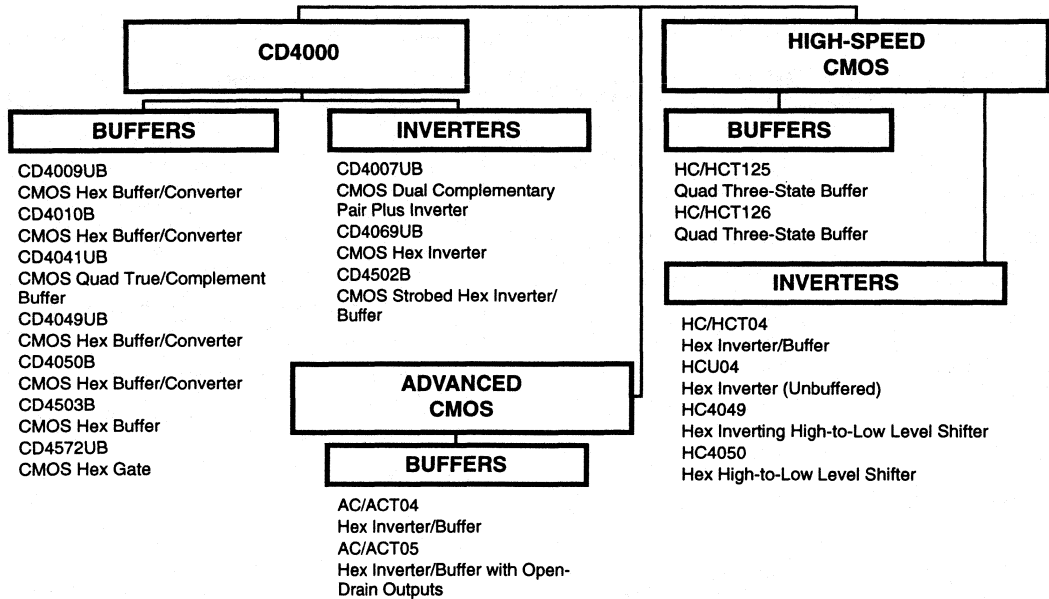 CD4000
BUFFERS
CD4009UB
CMOS Hex Buffer/Converter
CD4010B
CMOS Hex Buffer/Converter
CD4041UB
CMOS Quad True/Complement
Buffer
CD4049UB
CMOS Hex Buffer/Converter
CD4050B
CMOS Hex Buffer/Converter
CD4503B
CMOS Hex Buffer
CD4572UB
CMOS Hex Gate
INVERTERS
CD4007UB
CMOS Dual Complementary
Pair Plus Inverter
CD4069UB
CMOS Hex Inverter
CD4502B
CMOS Strobed Hex Inverter/
Buffer
ADVANCED
CMOS
BUFFERS
AC/ACT04
Hex Inverter/Buffer
AC/ACT05
Hex Inverter/Buffer with Open-
Drain Outputs
HIGH-SPEED
CMOS
BUFFERS
HC/HCT125
Quad Three-State Buffer
HC/HCT126
Quad Three-State Buffer
INVERTERS
HC/HCT04
Hex Inverter/Buffer
HCU04
Hex Inverter (Unbuffered)
HC4049
Hex Inverting High-to-Low Level Shifter
HC4050
Hex High-to-Low Level Shifter